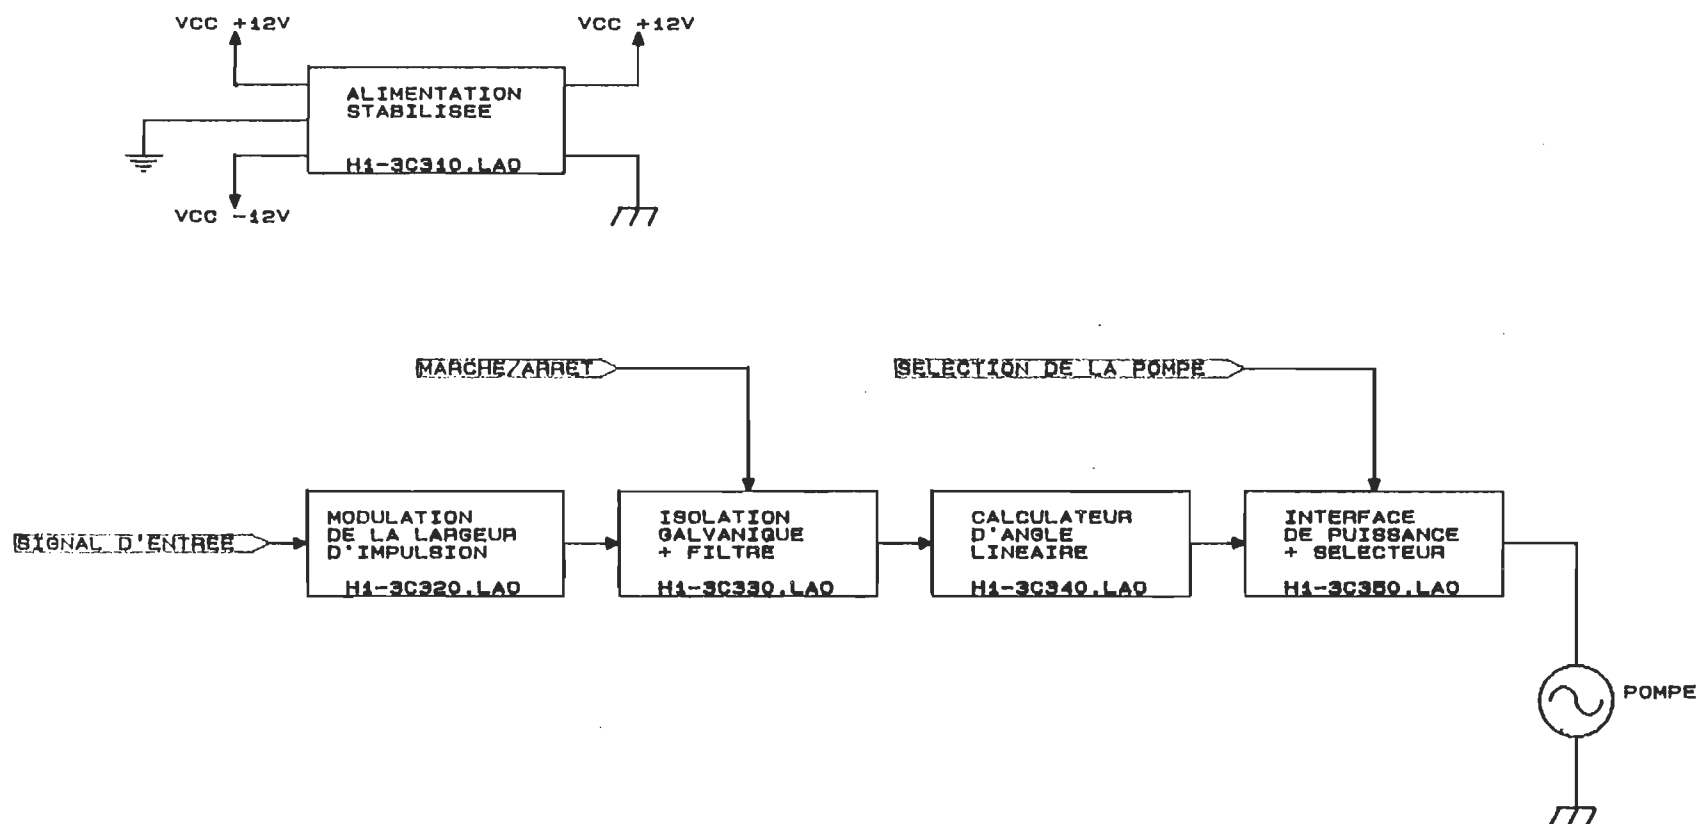 VCC +12V
VCC +12V
ALIMENTATION
STABILISEE
H1-3C310.LAO
VCC -12V
MARCHE/ARRET
SELECTION DE LA POMPE
SIGNAL D'ENTREE
MODULATION
DE LA LARGEUR
D'IMPULSION
H1-3C320.LAO
ISOLATION
GALVANIQUE
+ FILTRE
H1-3C330.LAO
CALCULATEUR
D'ANGLE
LINEAIRE
H1-3C340.LAO
INTERFACE
DE PUISSANCE
+ SELECTEUR
H1-3C350.LAO
POMPE